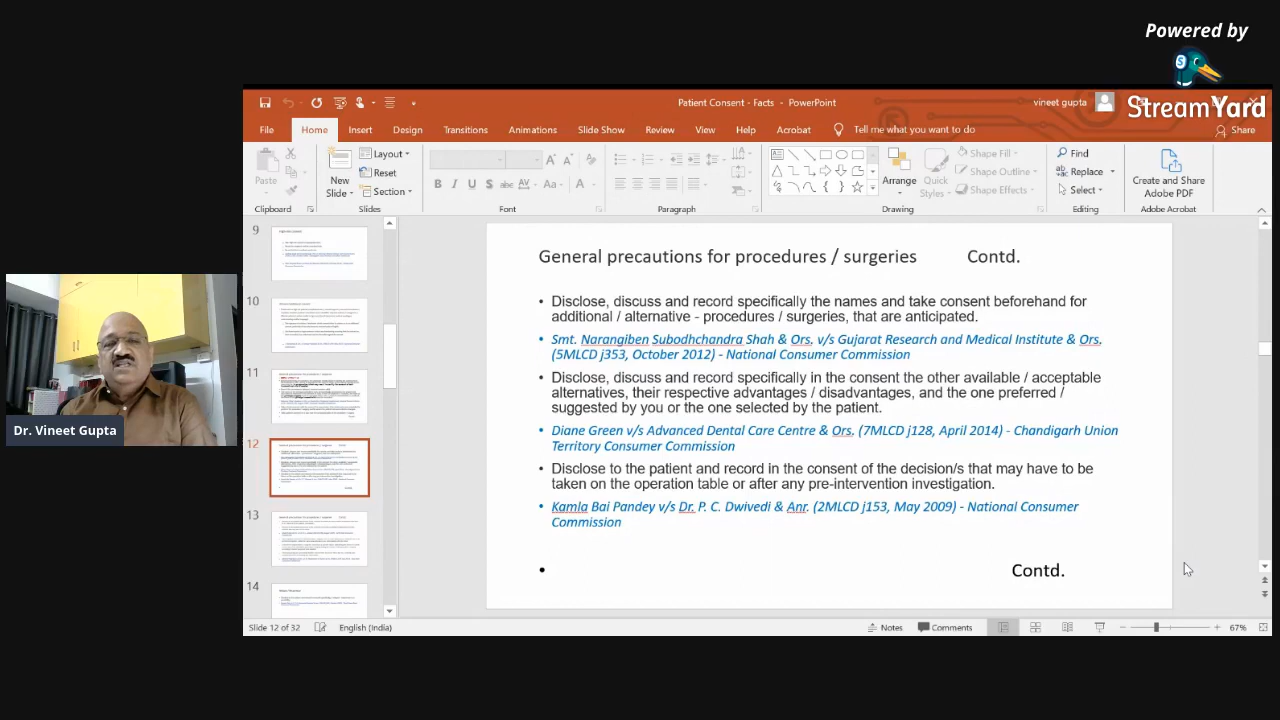 Powered by
StreamYard
Patient Consent - Facts - PowerPoint
vineet gupta
File Home Insert Design Transitions Animations Slide Show Review View Help Acrobat Tell me what you want to do Share
Paste
New Slide
Layout
Reset
Section
Arrange
Quick Styles
Shape Fill
Shape Outline
Shape Effects
Find
Replace
Select
Create and Share Adobe PDF
Clipboard Slides Font Paragraph Drawing Editing Adobe Acrobat
9
10
11
12
13
14
General precautions for procedures / surgeries Contd.
• Disclose, discuss and record specifically the names and take consent beforehand for
additional / alternative - procedures / surgeries, that are anticipated.
• Smt. Narangiben Subodhchandra Shah & Ors. v/s Gujarat Research and Medical Institute & Ors.
(5MLCD j353, October 2012) - National Consumer Commission
• Disclose, discuss and record specifically in the consent the other available / acceptable
alternatives, their respective advantages / disadvantages, and the one preferred /
suggested by you or the one selected by the patient.
• Diane Green v/s Advanced Dental Care Centre & Ors. (7MLCD j128, April 2014) - Chandigarh Union
Territory Consumer Commission
• Disclose to the patient and record in the consent of the decision/s that may have to be
taken on the operation table or after any pre-intervention investigation.
• Kamla Bai Pandey v/s Dr. P. C. Dwivedi & Anr. (2MLCD j153, May 2009) - National Consumer
Commission
• Contd.
Dr. Vineet Gupta
Slide 12 of 32 English (India) Notes Comments 67%